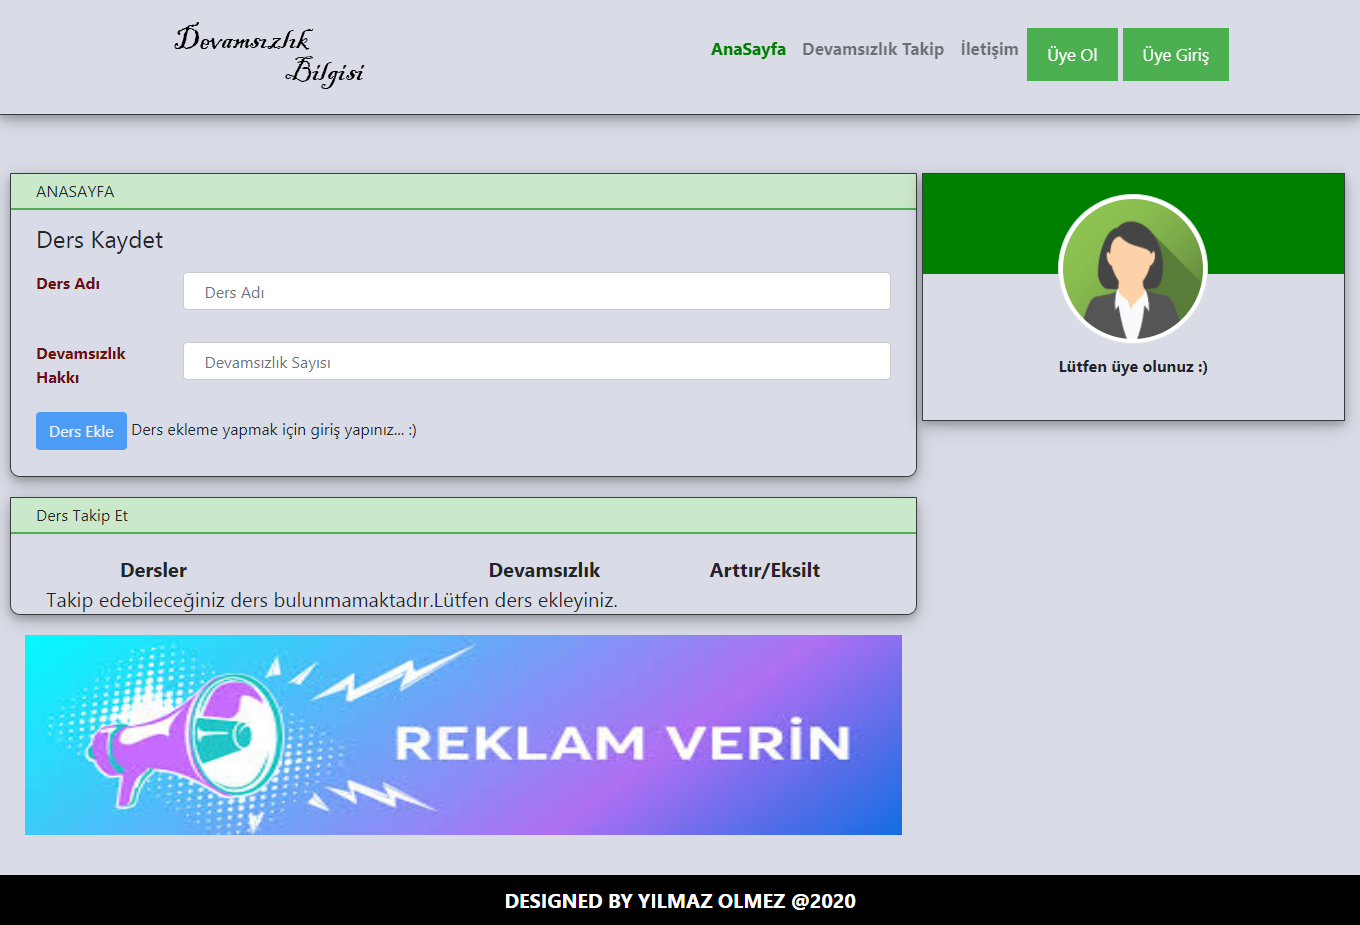 Devamsızlık
Bilgisi
AnaSayfa
Devamsızlık Takip
İletişim
Üye Ol
Üye Giriş
ANASAYFA
Ders Kaydet
Ders Adı
Ders Adı
Devamsızlık
Hakkı
Devamsızlık Sayısı
Ders Ekle
Ders ekleme yapmak için giriş yapınız... :)
Lütfen üye olunuz :)
Ders Takip Et
Dersler
Devamsızlık
Arttır/Eksilt
Takip edebileceğiniz ders bulunmamaktadır.Lütfen ders ekleyiniz.
REKLAM VERİN
DESIGNED BY YILMAZ OLMEZ @2020